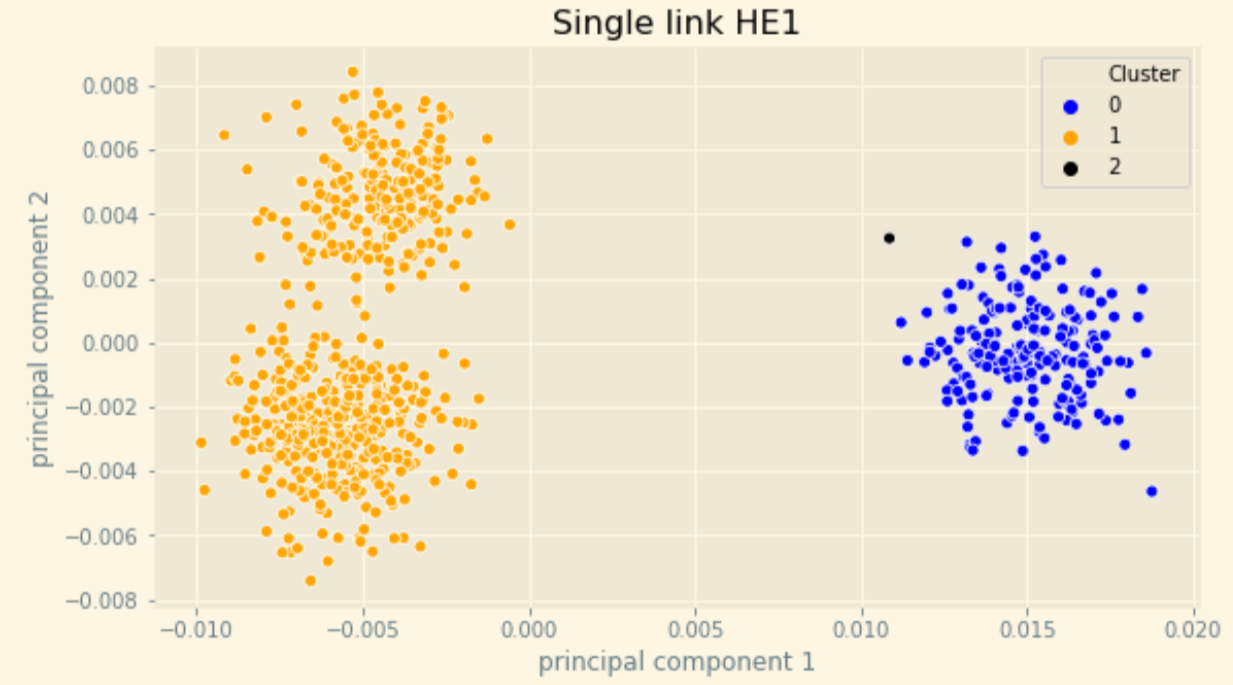 Single link HE1
Cluster
0
1
2
principal component 2
0.008
0.006
0.004
0.002
0.000
−0.002
−0.004
−0.006
−0.008
−0.010 −0.005 0.000 0.005 0.010 0.015 0.020
principal component 1